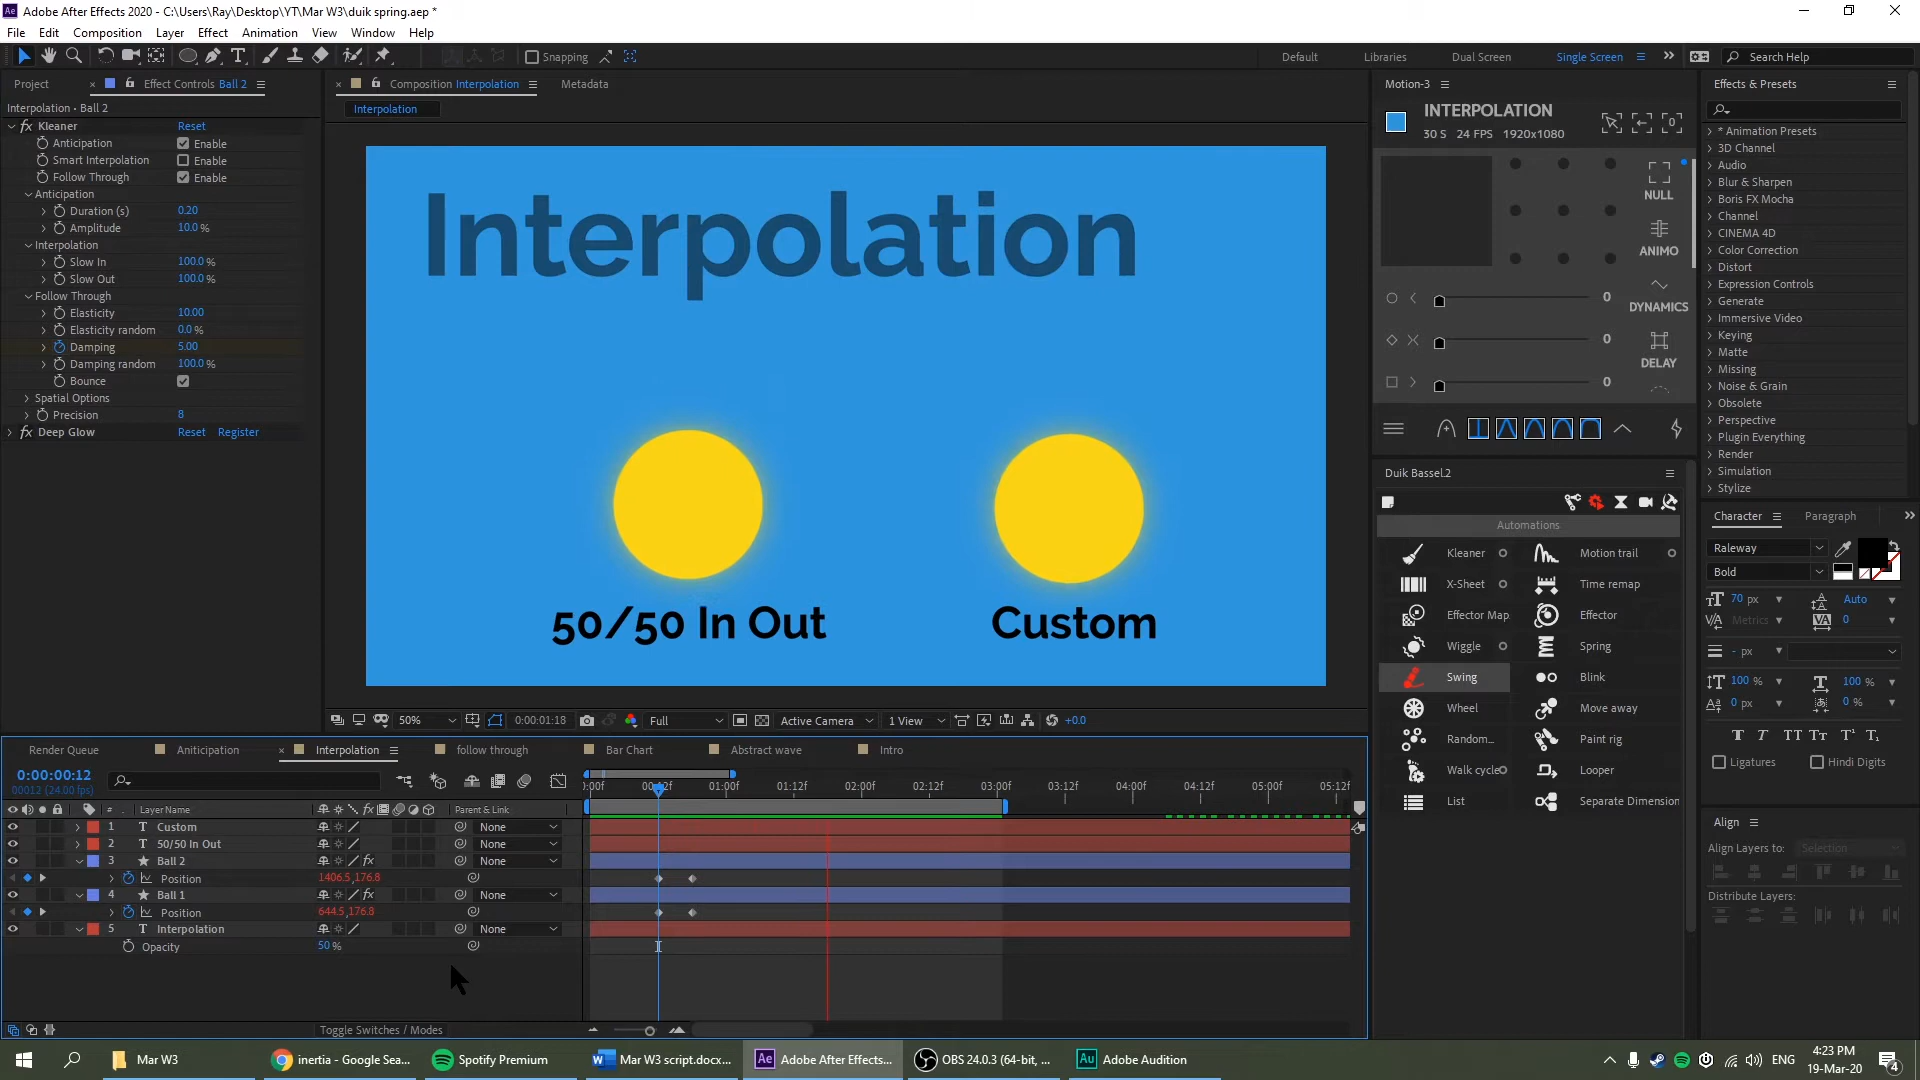 Adobe After Effects 2020 - C:\Users\Ray\Desktop\YT\Mar W3\duik spring.aep *
File Edit Composition Layer Effect Animation View Window Help
Snapping
Default Libraries Dual Screen Single Screen Search Help
Project Effect Controls Ball 2
Interpolation • Ball 2
fx Kleaner Reset
Anticipation Enable
Smart Interpolation Enable
Follow Through Enable
Anticipation
Duration (s) 0.20
Amplitude 10.0 %
Interpolation
Slow In 100.0 %
Slow Out 100.0 %
Follow Through
Elasticity 10.00
Elasticity random 0.0 %
Damping 5.00
Damping random 100.0 %
Bounce
Spatial Options
Precision 8
fx Deep Glow Reset Register
Composition Interpolation Metadata
Interpolation
Interpolation
50/50 In Out
Custom
50% 0:00:01:18 Full Active Camera 1 View +0.0
Motion-3
INTERPOLATION
30 S 24 FPS 1920x1080
NULL
ANIMO
0
DYNAMICS
0
DELAY
0
Duik Bassel.2
Automations
Kleaner Motion trail
X-Sheet Time remap
Effector Map Effector
Wiggle Spring
Swing Blink
Wheel Move away
Random... Paint rig
Walk cycle Looper
List Separate Dimension
Effects & Presets
* Animation Presets
3D Channel
Audio
Blur & Sharpen
Boris FX Mocha
Channel
CINEMA 4D
Color Correction
Distort
Expression Controls
Generate
Immersive Video
Keying
Matte
Missing
Noise & Grain
Obsolete
Perspective
Plugin Everything
Render
Simulation
Stylize
Character Paragraph
Raleway
Bold
70 px Auto
Metrics 0
- px
100 % 100 %
0 px 0 %
T T TT Tt T¹ T₁
Ligatures Hindi Digits
Align
Align Layers to: Selection
Distribute Layers:
Render Queue Aniticipation Interpolation follow through Bar Chart Abstract wave Intro
0:00:00:12
00012 (24.00 fps)
:00f 00:12f 01:00f 01:12f 02:00f 02:12f 03:00f 03:12f 04:00f 04:12f 05:00f 05:12f
# Layer Name Parent & Link
1 T Custom None
2 T 50/50 In Out None
3 Ball 2 fx None
Position 1406.5,176.8
4 Ball 1 fx None
Position 644.5,176.8
5 T Interpolation None
Opacity 50 %
Toggle Switches / Modes
Mar W3 inertia - Google Sea... Spotify Premium Mar W3 script.docx... Adobe After Effects... OBS 24.0.3 (64-bit, ... Adobe Audition
ENG
4:23 PM
19-Mar-20
4